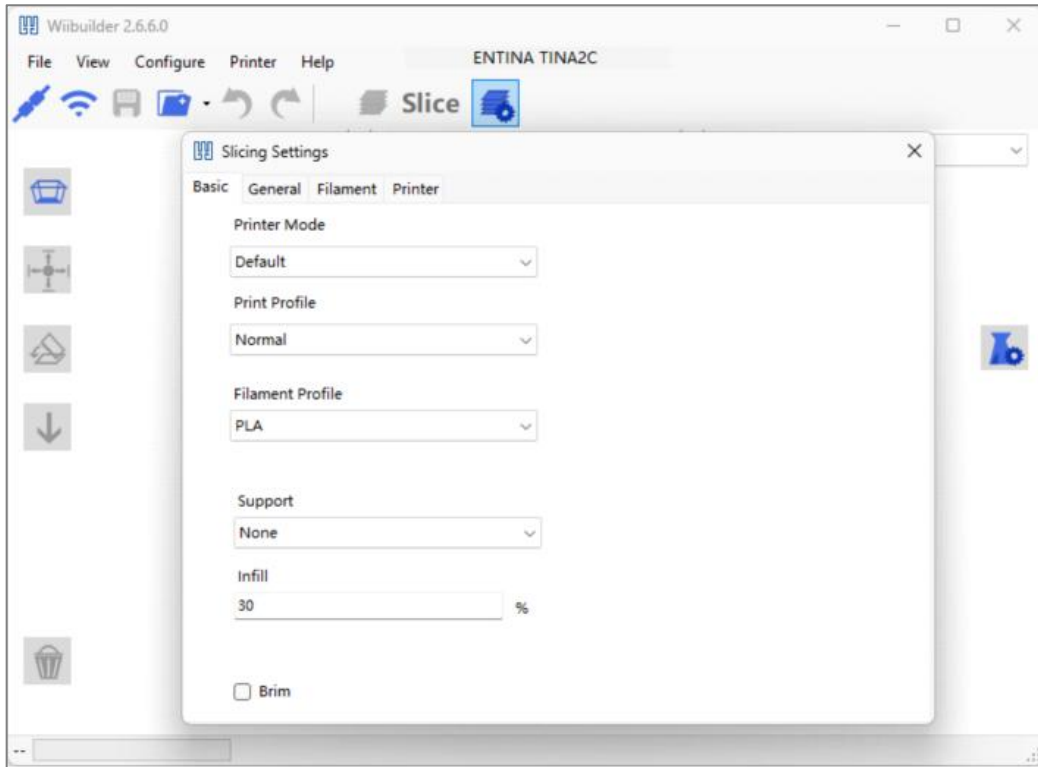 Wiibuilder 2.6.6.0
File View Configure Printer Help ENTINA TINA2C
Slice
Slicing Settings
Basic General Filament Printer
Printer Mode
Default
Print Profile
Normal
Filament Profile
PLA
Support
None
Infill
30 %
Brim
--